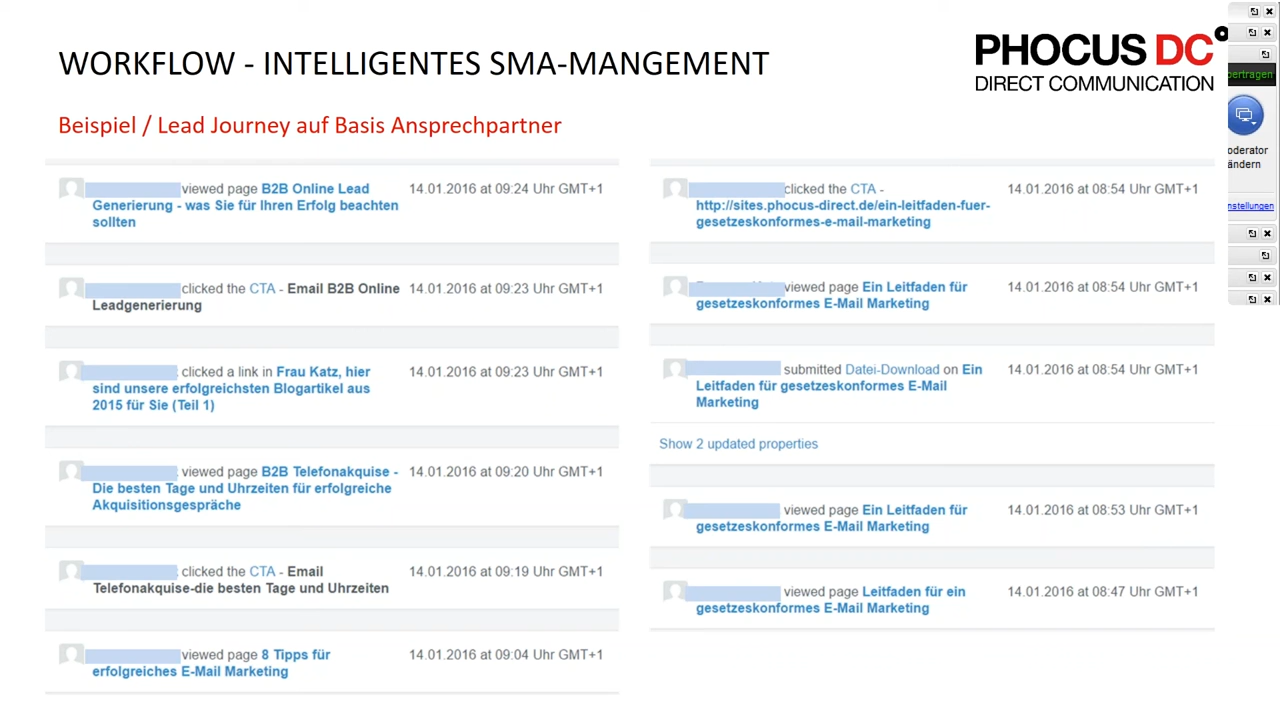 WORKFLOW - INTELLIGENTES SMA-MANGEMENT
PHOCUS DC
DIRECT COMMUNICATION
Beispiel / Lead Journey auf Basis Ansprechpartner
viewed page B2B Online Lead 14.01.2016 at 09:24 Uhr GMT+1
Generierung - was Sie für Ihren Erfolg beachten
sollten
clicked the CTA - Email B2B Online 14.01.2016 at 09:23 Uhr GMT+1
Leadgenerierung
clicked a link in Frau Katz, hier 14.01.2016 at 09:23 Uhr GMT+1
sind unsere erfolgreichsten Blogartikel aus
2015 für Sie (Teil 1)
viewed page B2B Telefonakquise - 14.01.2016 at 09:20 Uhr GMT+1
Die besten Tage und Uhrzeiten für erfolgreiche
Akquisitionsgespräche
clicked the CTA - Email 14.01.2016 at 09:19 Uhr GMT+1
Telefonakquise-die besten Tage und Uhrzeiten
viewed page 8 Tipps für 14.01.2016 at 09:04 Uhr GMT+1
erfolgreiches E-Mail Marketing
clicked the CTA - 14.01.2016 at 08:54 Uhr GMT+1
http://sites.phocus-direct.de/ein-leitfaden-fuer-
gesetzeskonformes-e-mail-marketing
viewed page Ein Leitfaden für 14.01.2016 at 08:54 Uhr GMT+1
gesetzeskonformes E-Mail Marketing
submitted Datei-Download on Ein 14.01.2016 at 08:54 Uhr GMT+1
Leitfaden für gesetzeskonformes E-Mail
Marketing
Show 2 updated properties
viewed page Ein Leitfaden für 14.01.2016 at 08:53 Uhr GMT+1
gesetzeskonformes E-Mail Marketing
viewed page Leitfaden für ein 14.01.2016 at 08:47 Uhr GMT+1
gesetzeskonformes E-Mail Marketing
bertragen
oderator
ändern
nstellungen